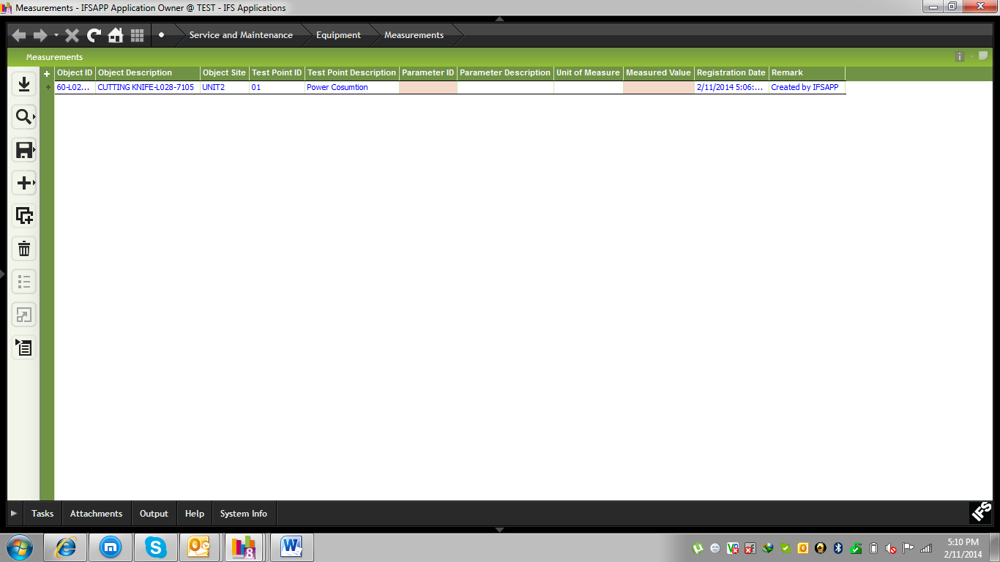 Measurements - IFSAPP Application Owner @ TEST - IFS Applications
Service and Maintenance Equipment Measurements
Measurements
Object ID Object Description Object Site Test Point ID Test Point Description Parameter ID Parameter Description Unit of Measure Measured Value Registration Date Remark
60-L02... CUTTING KNIFE-L028-7105 UNIT2 01 Power Cosumtion 2/11/2014 5:06:... Created by IFSAPP
Tasks Attachments Output Help System Info
IFS
5:10 PM
2/11/2014